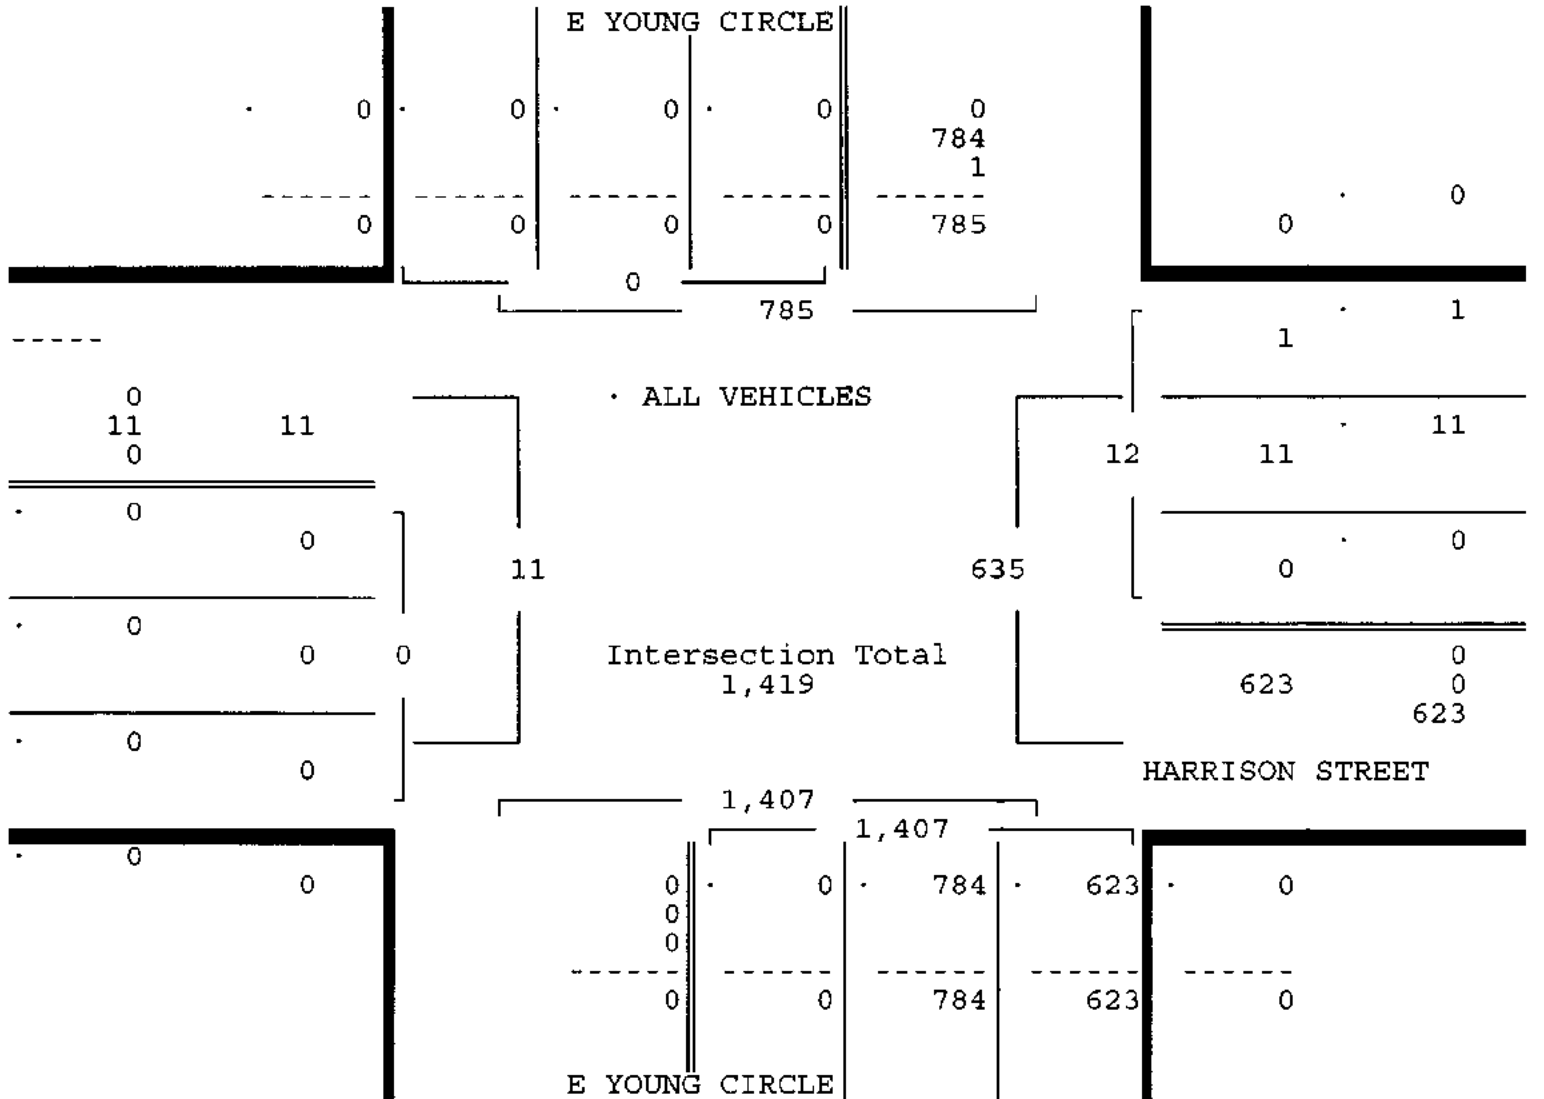 E YOUNG CIRCLE
· 0 · 0 · 0 · 0 0
784
1
- - - - - - - - - - - - - - - - - - - - - - - - - - - - - - · 0
0 0 0 0 785 0
0
785 · 1
- - - - - 1
0 · ALL VEHICLES
11 11 · 11
0 12 11
· 0
0 · 0
11 635 0
· 0
0 0 Intersection Total 0
1,419 623 0
623
· 0
0 HARRISON STREET
1,407
1,407
· 0
0 0 · 0 · 784 · 623 · 0
0
0
- - - - - - - - - - - - - - - - - - - - - - - - - - - - - -
0 0 784 623 0
E YOUNG CIRCLE